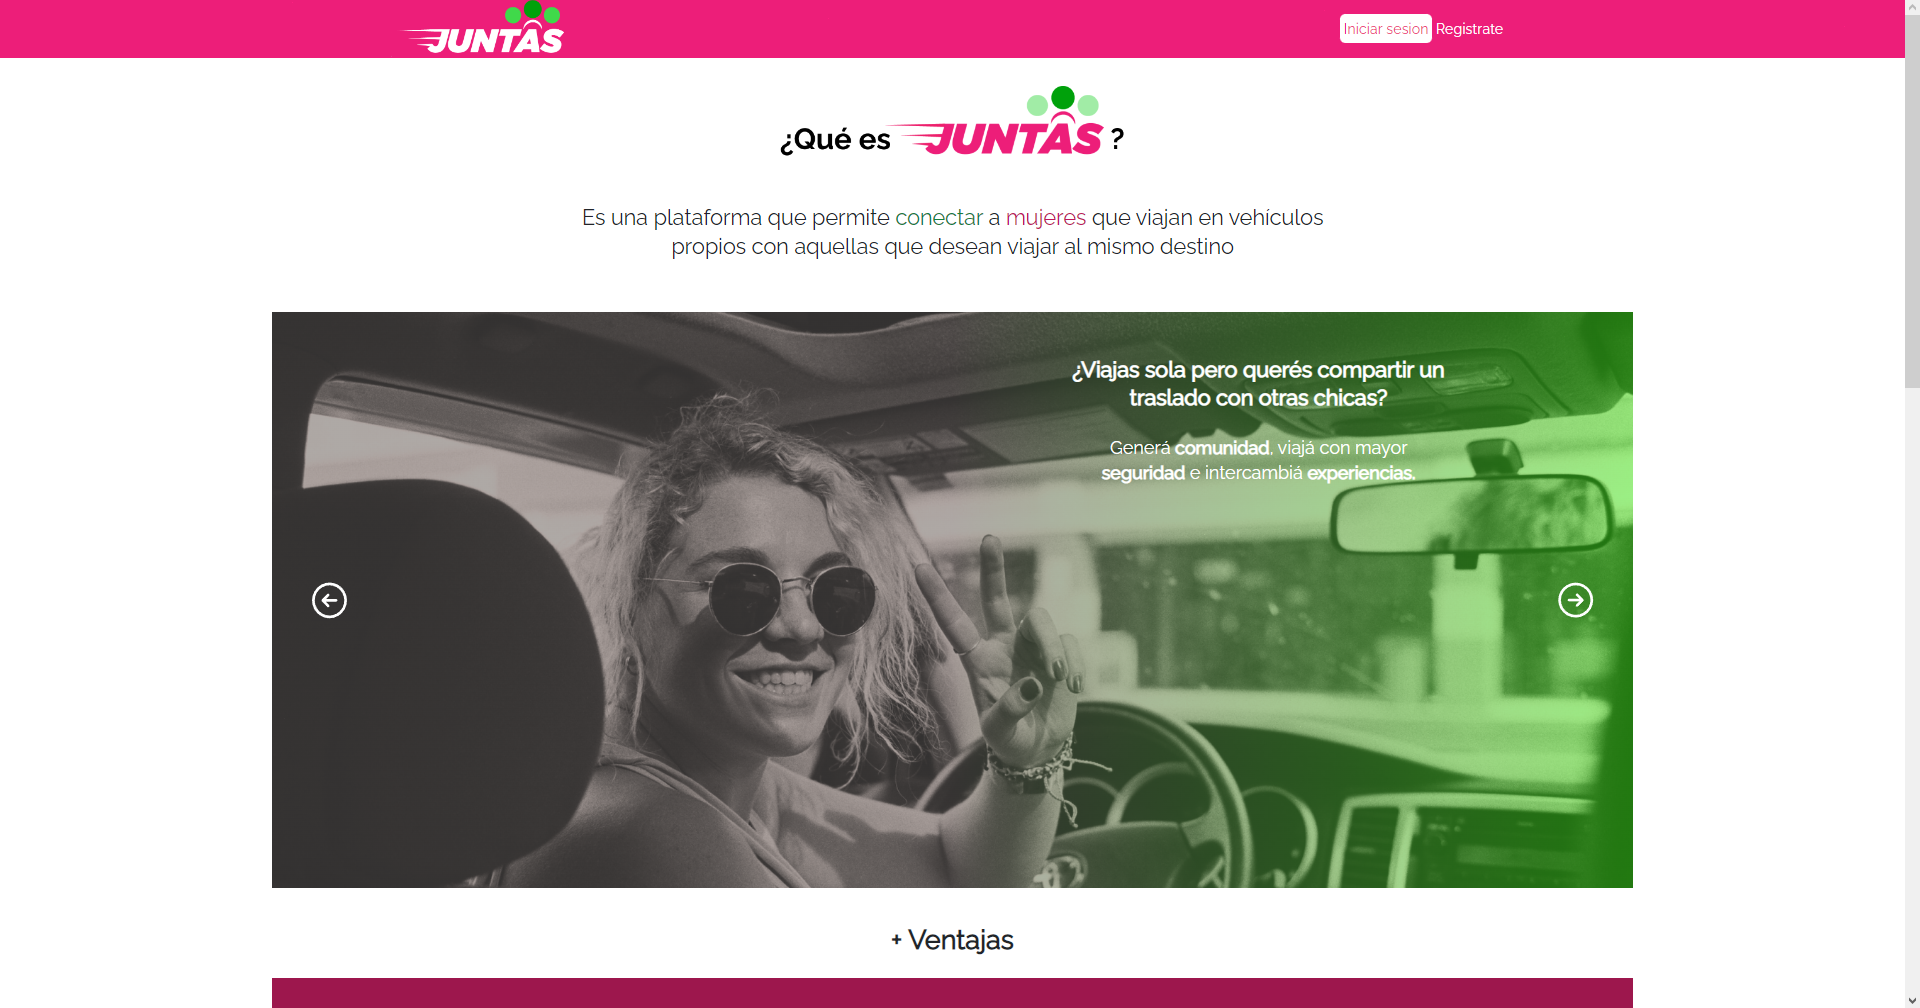 JUNTAS
Iniciar sesion Registrate
¿Qué es JUNTAS ?
Es una plataforma que permite conectar a mujeres que viajan en vehículos
propios con aquellas que desean viajar al mismo destino
¿Viajas sola pero querés compartir un
traslado con otras chicas?
Generá comunidad, viajá con mayor
seguridad e intercambiá experiencias.
+ Ventajas